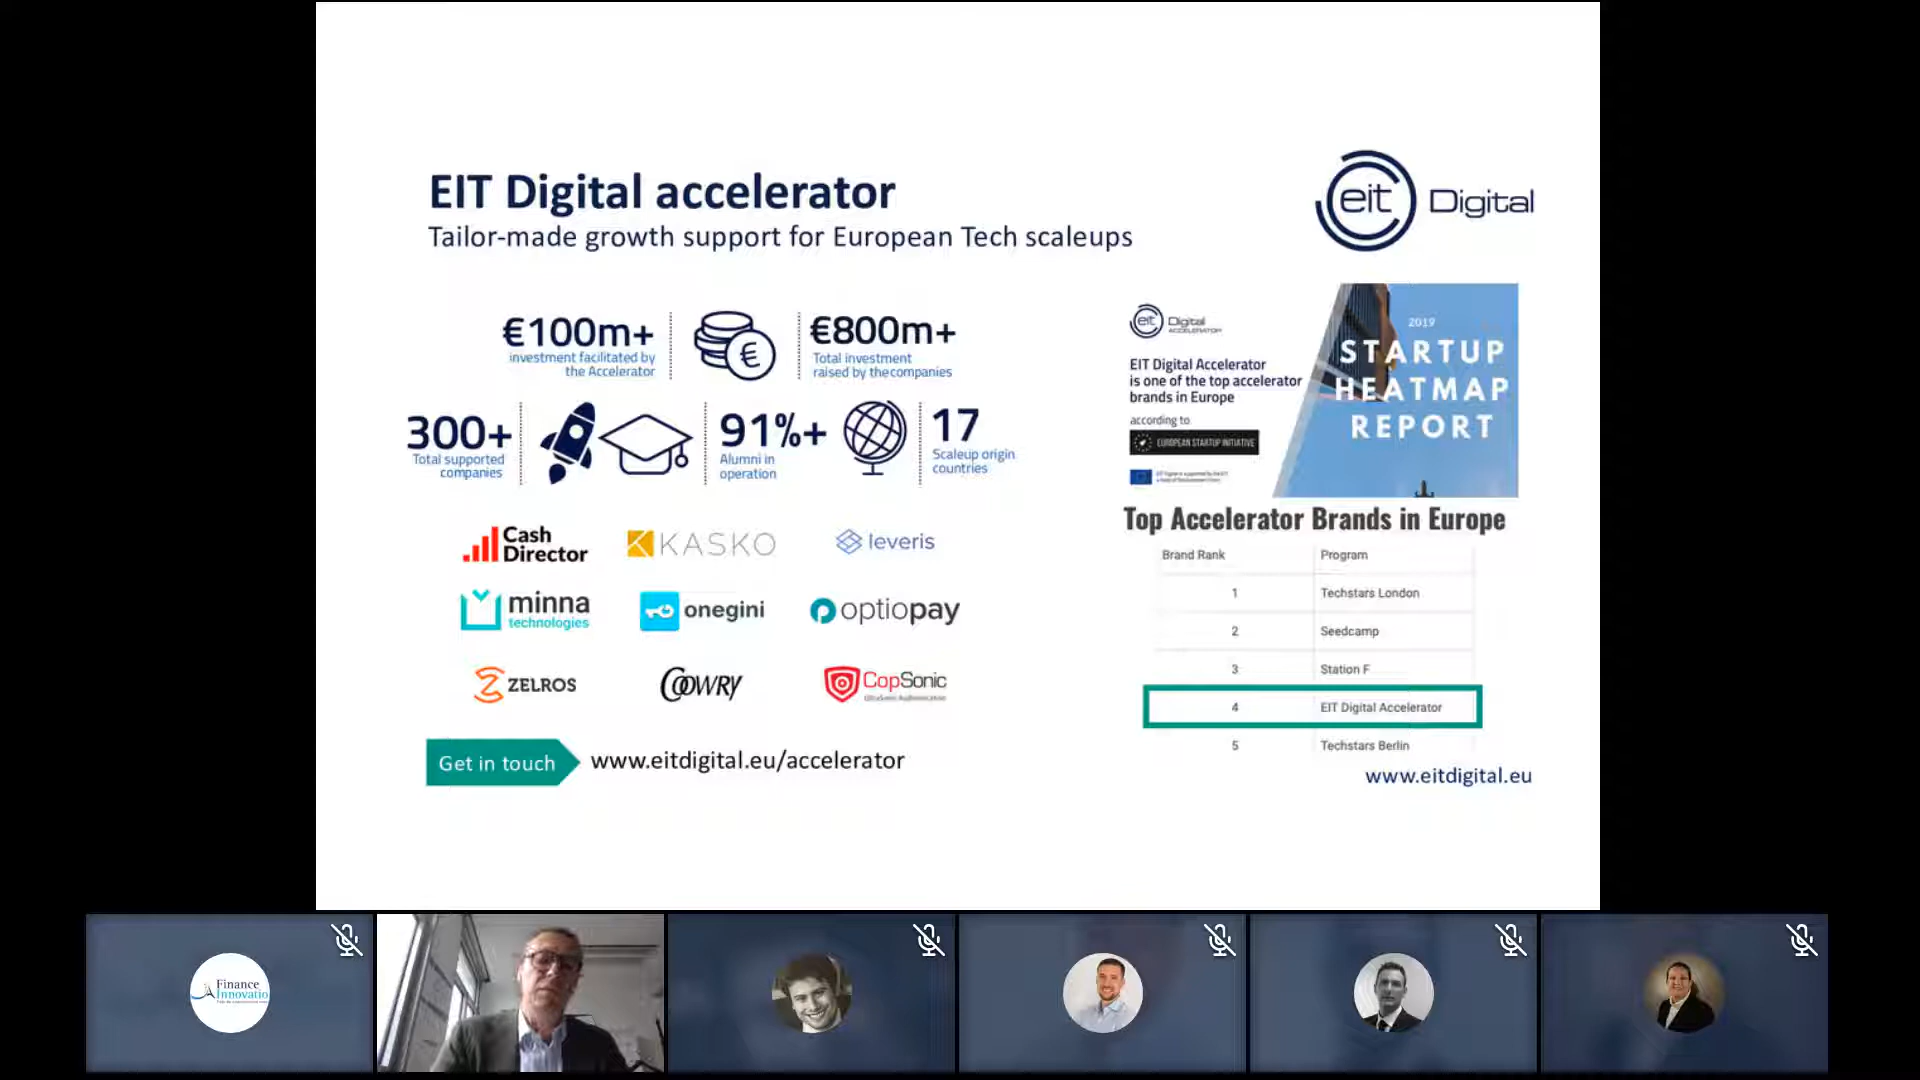 EIT Digital accelerator
Tailor-made growth support for European Tech scaleups
eit Digital
€100m+
investment facilitated by
the Accelerator
€
€800m+
Total investment
raised by the companies
300+
Total supported
companies
91%+
Alumni in
operation
17
Scaleup origin
countries
Cash
Director
KASKO
leveris
minna
technologies
onegini
optiopay
ZELROS
COOWRY
CopSonic
Get in touch
www.eitdigital.eu/accelerator
eit Digital
ACCELERATOR
EIT Digital Accelerator
is one of the top accelerator
brands in Europe
according to
EUROPEAN STARTUP INITIATIVE
2019
STARTUP
HEATMAP
REPORT
Top Accelerator Brands in Europe
Brand Rank Program
1 Techstars London
2 Seedcamp
3 Station F
4 EIT Digital Accelerator
5 Techstars Berlin
www.eitdigital.eu
Finance
Innovatio